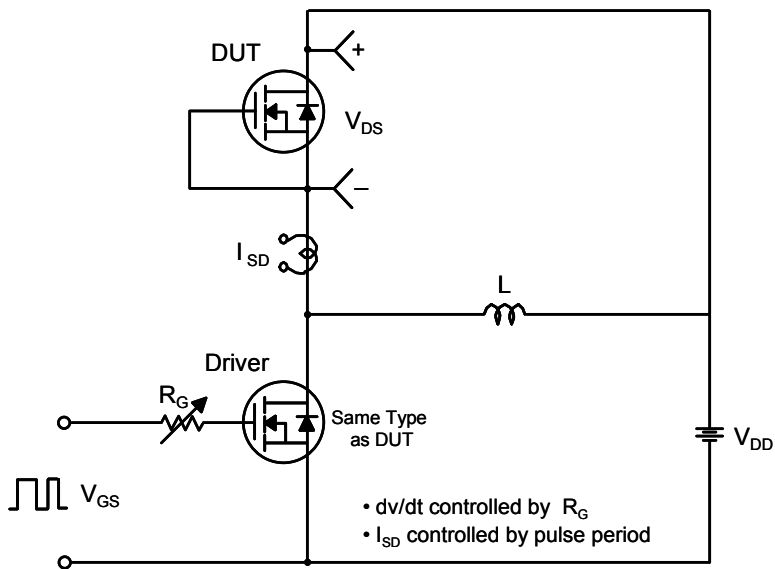 DUT
+
V_DS
–
I_SD
L
Driver
R_G
Same Type
as DUT
V_DD
V_GS
• dv/dt controlled by R_G
• I_SD controlled by pulse period